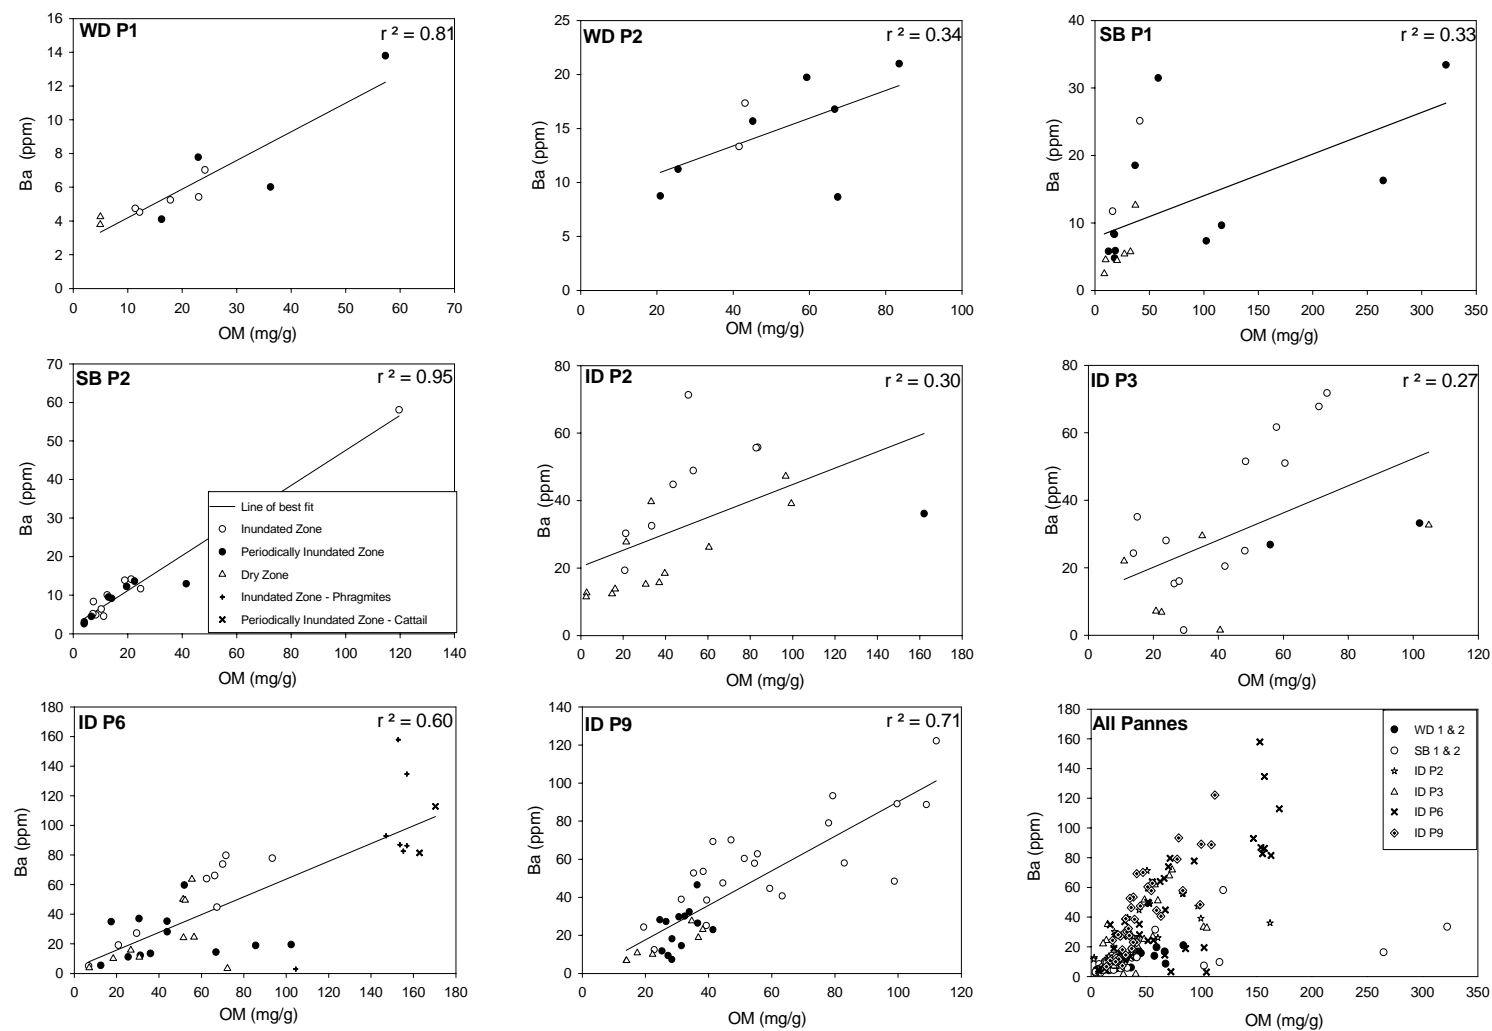 WD P1
r ² = 0.81
16
14
12
10
8
6
4
2
0
Ba (ppm)
0 10 20 30 40 50 60 70
OM (mg/g)
WD P2
r ² = 0.34
25
20
15
10
5
0
Ba (ppm)
0 20 40 60 80 100
OM (mg/g)
SB P1
r ² = 0.33
40
30
20
10
0
Ba (ppm)
0 50 100 150 200 250 300 350
OM (mg/g)
SB P2
r ² = 0.95
70
60
50
40
30
20
10
0
Ba (ppm)
Line of best fit
Inundated Zone
Periodically Inundated Zone
Dry Zone
Inundated Zone - Phragmites
Periodically Inundated Zone - Cattail
0 20 40 60 80 100 120 140
OM (mg/g)
ID P2
r ² = 0.30
80
60
40
20
0
Ba (ppm)
0 20 40 60 80 100 120 140 160 180
OM (mg/g)
ID P3
r ² = 0.27
80
60
40
20
0
Ba (ppm)
0 20 40 60 80 100 120
OM (mg/g)
ID P6
r ² = 0.60
180
160
140
120
100
80
60
40
20
0
Ba (ppm)
0 20 40 60 80 100 120 140 160 180
OM (mg/g)
ID P9
r ² = 0.71
140
120
100
80
60
40
20
0
Ba (ppm)
0 20 40 60 80 100 120
OM (mg/g)
All Pannes
180
160
140
120
100
80
60
40
20
0
Ba (ppm)
WD 1 & 2
SB 1 & 2
ID P2
ID P3
ID P6
ID P9
0 50 100 150 200 250 300 350
OM (mg/g)